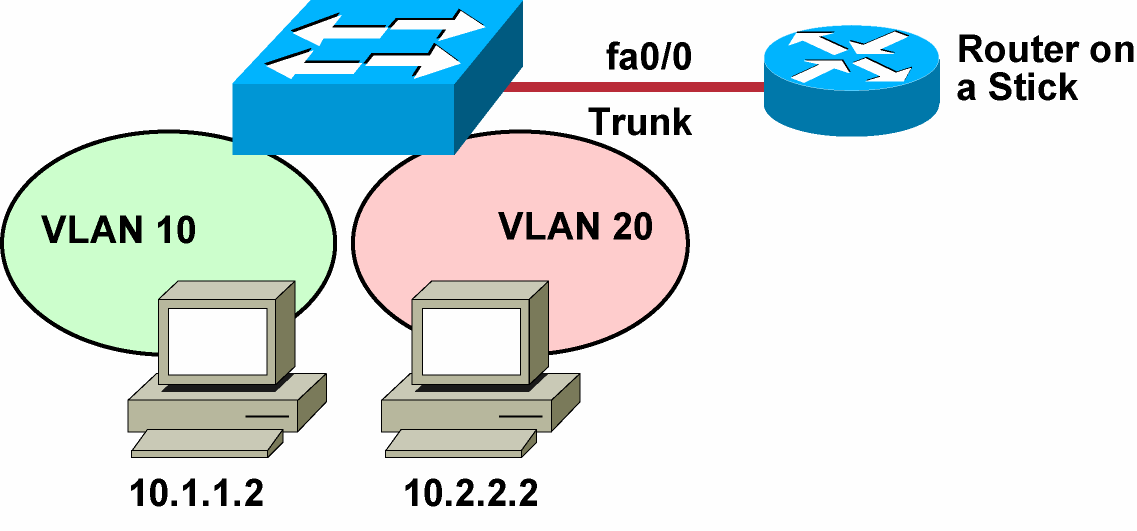 fa0/0
Trunk
Router on
a Stick
VLAN 10
VLAN 20
10.1.1.2
10.2.2.2